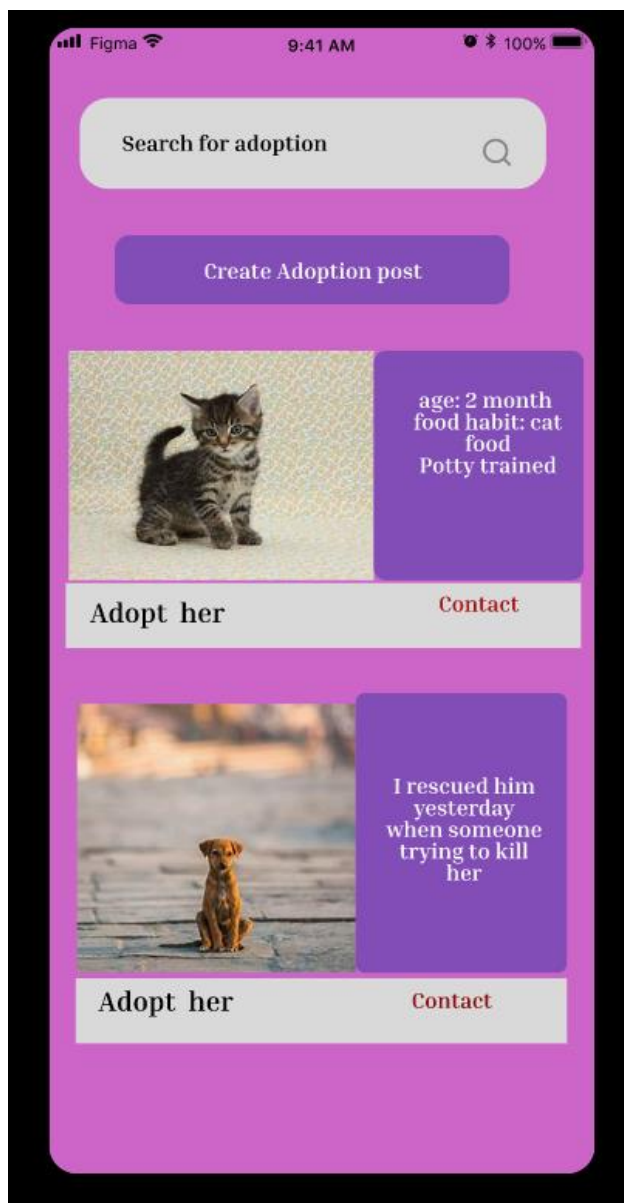 Figma 9:41 AM 100%
Search for adoption
Create Adoption post
age: 2 month
food habit: cat
food
Potty trained
Adopt her
Contact
I rescued him
yesterday
when someone
trying to kill
her
Adopt her
Contact